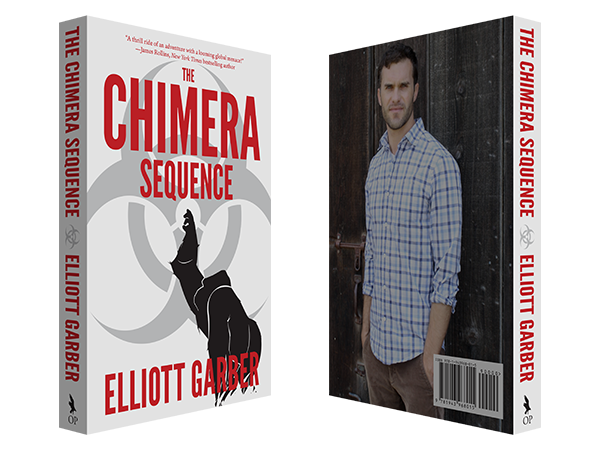 "A thrill ride of an adventure with a looming global menace!"
—James Rollins, New York Times bestselling author
THE
CHIMERA
SEQUENCE
ELLIOTT GARBER
THE CHIMERA SEQUENCE
ELLIOTT GARBER
OP
THE CHIMERA SEQUENCE
ELLIOTT GARBER
OP